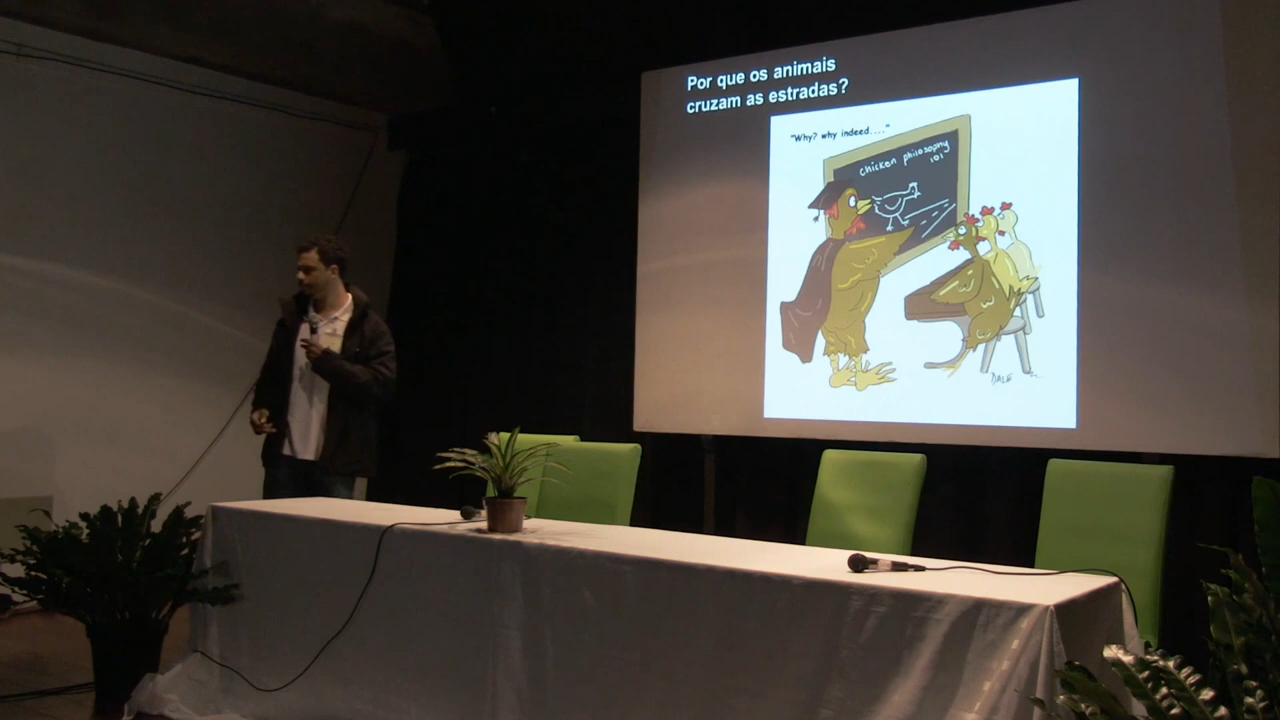 Por que os animais
cruzam as estradas?
"Why? why indeed...."
chicken philosophy
101
DALE